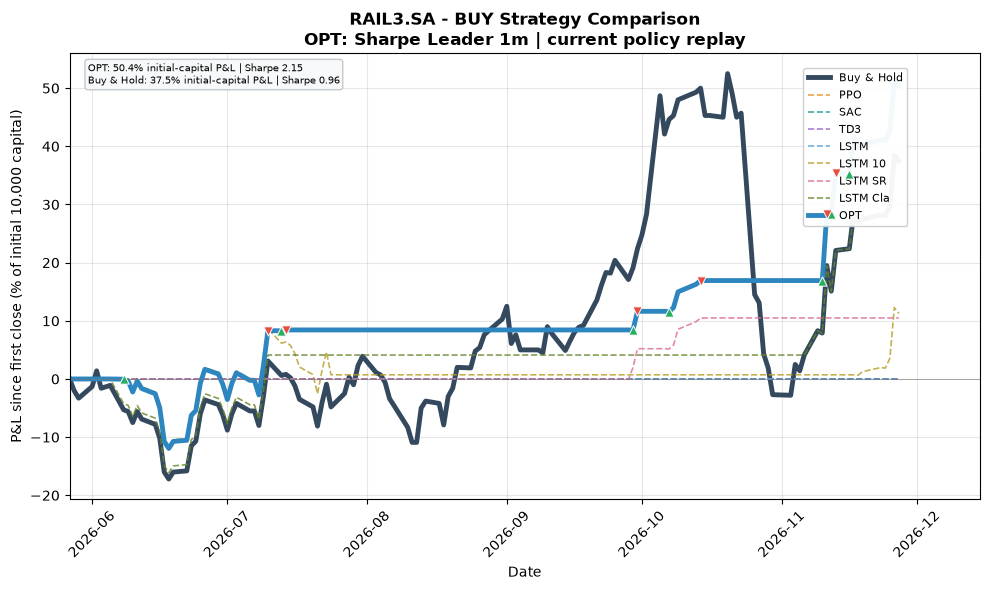 RAIL3.SA - BUY Strategy Comparison
OPT: Sharpe Leader 1m | current policy replay
OPT: 50.4% initial-capital P&L | Sharpe 2.15
Buy & Hold: 37.5% initial-capital P&L | Sharpe 0.96
Buy & Hold
PPO
SAC
TD3
LSTM
LSTM 10
LSTM SR
LSTM Cla
OPT
P&L since first close (% of initial 10,000 capital)
50
40
30
20
10
0
−10
−20
2026-06
2026-07
2026-08
2026-09
2026-10
2026-11
2026-12
Date